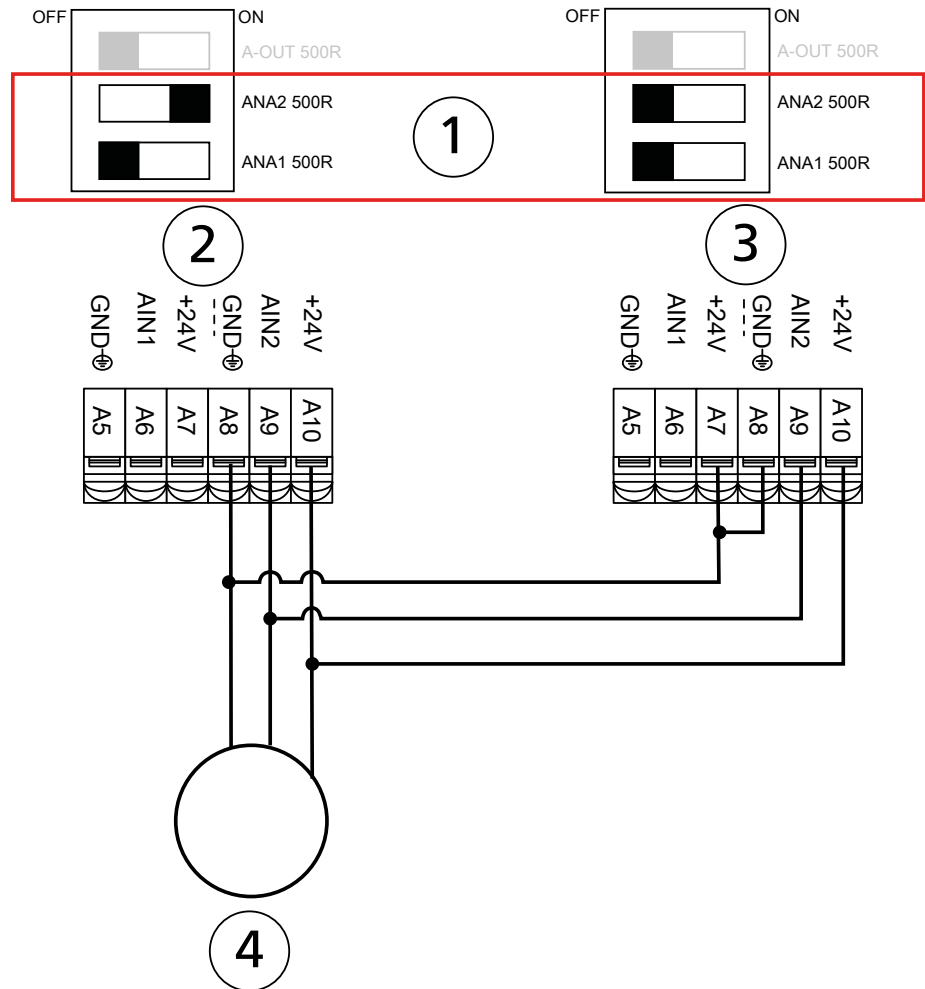 OFF ON
A-OUT 500R
ANA2 500R
ANA1 500R
OFF ON
A-OUT 500R
ANA2 500R
ANA1 500R
1
2
3
GND AIN1 +24V GND AIN2 +24V
A5 A6 A7 A8 A9 A10
GND AIN1 +24V GND AIN2 +24V
A5 A6 A7 A8 A9 A10
4